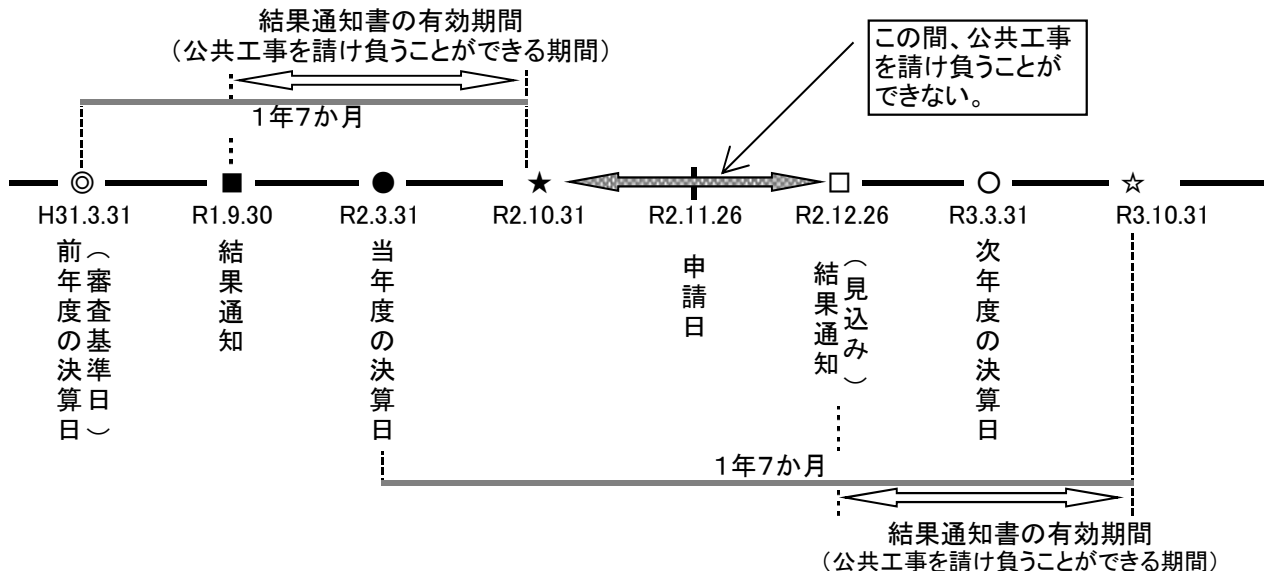 結果通知書の有効期間
（公共工事を請け負うことができる期間）
この間、公共工事
を請け負うことが
できない。
1年7か月
◎
■
●
★
□
○
☆
H31.3.31
R1.9.30
R2.3.31
R2.10.31
R2.11.26
R2.12.26
R3.3.31
R3.10.31
前年度の決算日
（審査基準日）
結果通知
当年度の決算日
申請日
結果通知
（見込み）
次年度の決算日
1年7か月
結果通知書の有効期間
（公共工事を請け負うことができる期間）